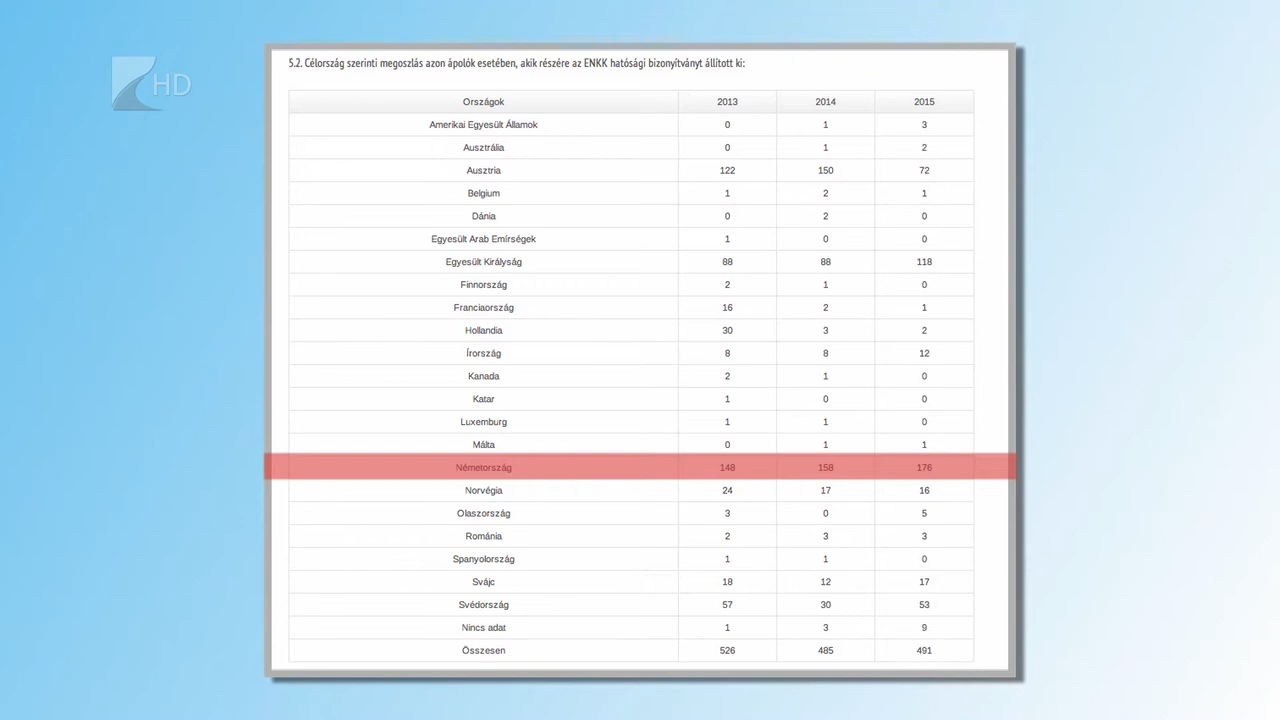 HD
5.2. Célország szerinti megoszlás azon ápolók esetében, akik részére az ENKK hatósági bizonyítványt állított ki:
Országok 2013 2014 2015
Amerikai Egyesült Államok 0 1 3
Ausztrália 0 1 2
Ausztria 122 150 72
Belgium 1 2 1
Dánia 0 2 0
Egyesült Arab Emírségek 1 0 0
Egyesült Királyság 88 88 118
Finnország 2 1 0
Franciaország 16 2 1
Hollandia 30 3 2
Írország 8 8 12
Kanada 2 1 0
Katar 1 0 0
Luxemburg 1 1 0
Málta 0 1 1
Németország 148 158 176
Norvégia 24 17 16
Olaszország 3 0 5
Románia 2 3 3
Spanyolország 1 1 0
Svájc 18 12 17
Svédország 57 30 53
Nincs adat 1 3 9
Összesen 526 485 491